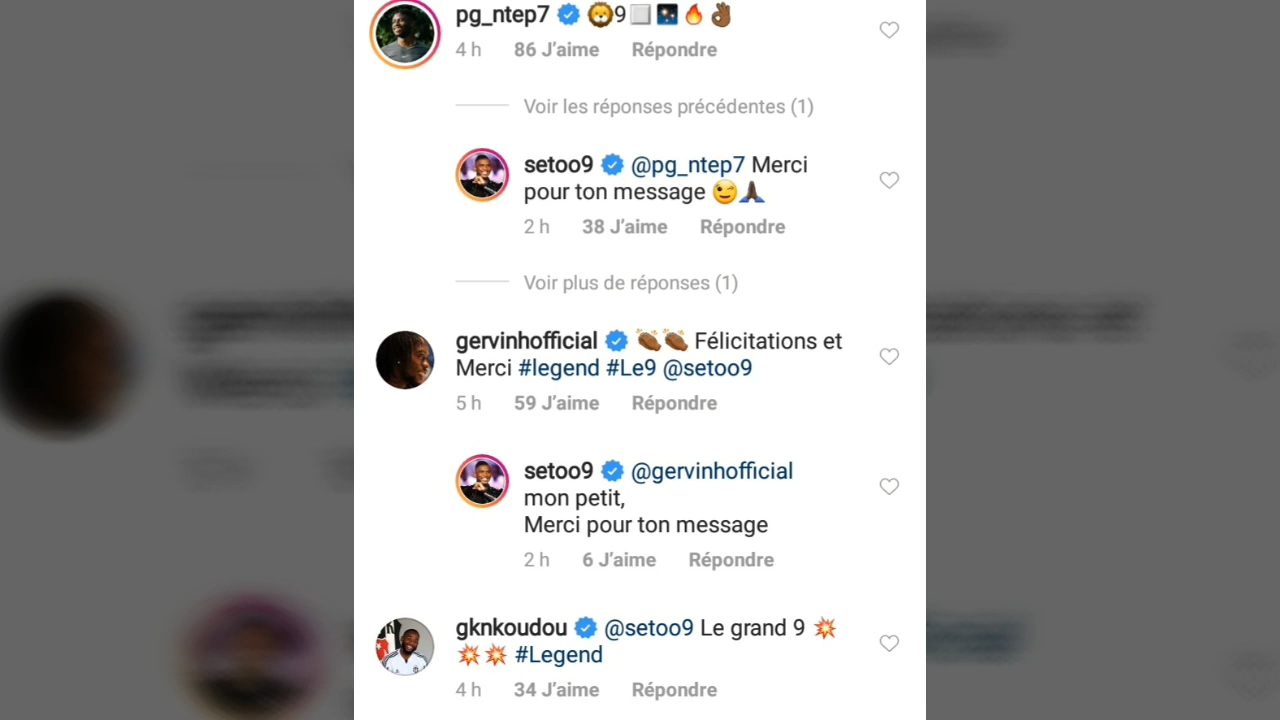 pg_ntep7 🦁9⬜🎇🔥👌🏾
4 h 86 J’aime Répondre
Voir les réponses précédentes (1)
setoo9 @pg_ntep7 Merci
pour ton message 😉🙏🏾
2 h 38 J’aime Répondre
Voir plus de réponses (1)
gervinhofficial 👏🏾👏🏾 Félicitations et
Merci #legend #Le9 @setoo9
5 h 59 J’aime Répondre
setoo9 @gervinhofficial
mon petit,
Merci pour ton message
2 h 6 J’aime Répondre
gknkoudou @setoo9 Le grand 9 💥
💥💥 #Legend
4 h 34 J’aime Répondre